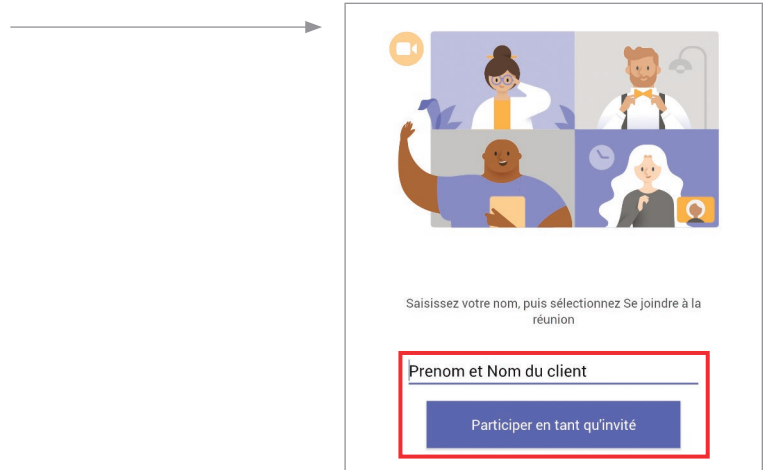 Saisissez votre nom, puis sélectionnez Se joindre à la
réunion
Prenom et Nom du client
Participer en tant qu'invité